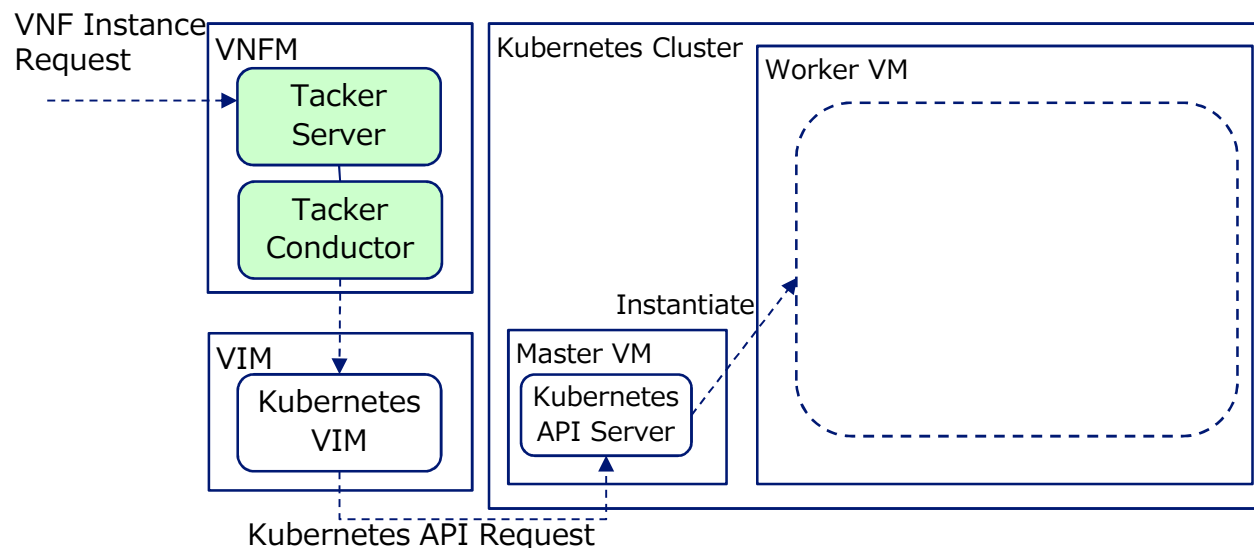 VNF Instance
Request
VNFM
Tacker
Server
Tacker
Conductor
VIM
Kubernetes
VIM
Kubernetes API Request
Kubernetes Cluster
Worker VM
Instantiate
Master VM
Kubernetes
API Server